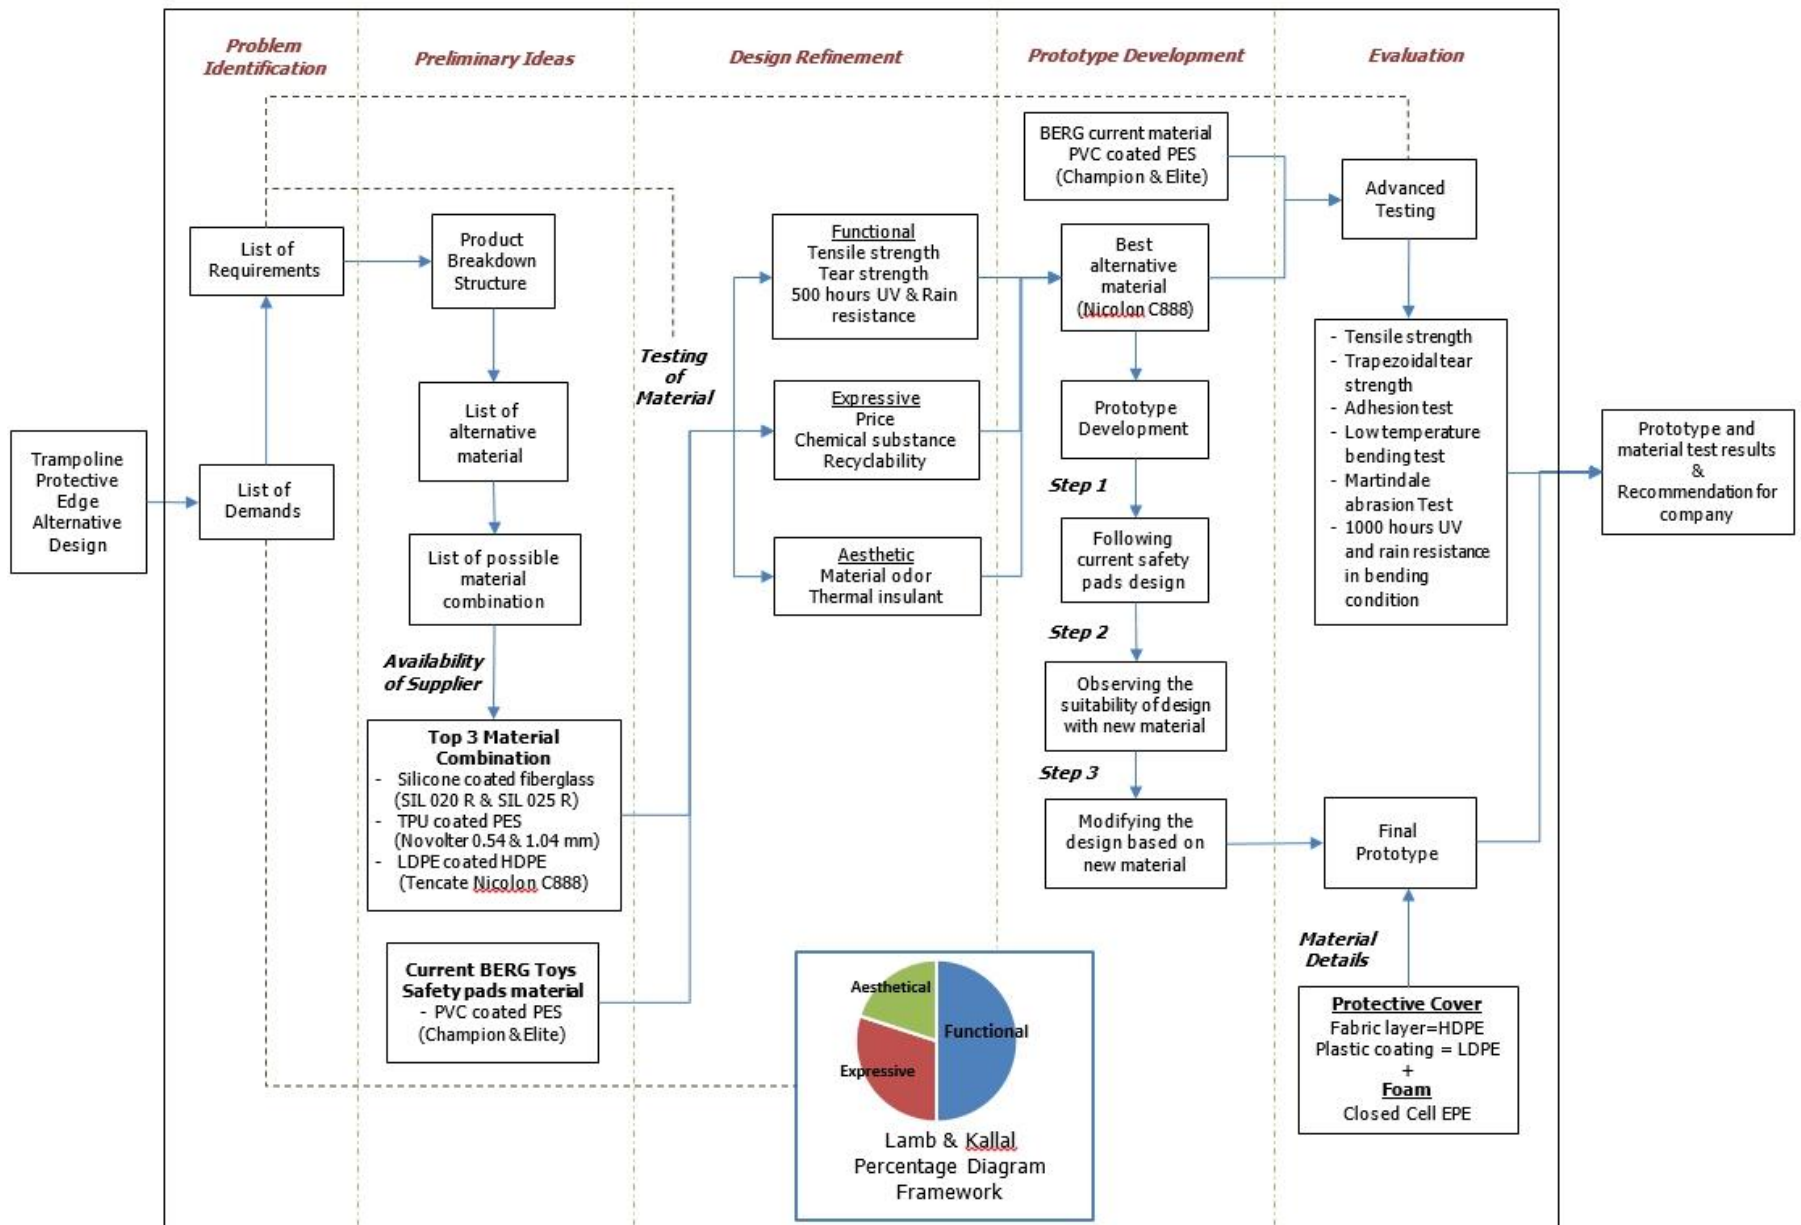 Problem
Identification
Preliminary Ideas
Design Refinement
Prototype Development
Evaluation
Trampoline
Protective
Edge
Alternative
Design
List of
Requirements
List of
Demands
Product
Breakdown
Structure
List of
alternative
material
List of possible
material
combination
Availability
of Supplier
Top 3 Material
Combination
- Silicone coated fiberglass
(SIL 020 R & SIL 025 R)
- TPU coated PES
(Novolter 0.54 & 1.04 mm)
- LDPE coated HDPE
(Tencate Nicolon C888)
Current BERG Toys
Safety pads material
- PVC coated PES
(Champion & Elite)
Testing
of
Material
Functional
Tensile strength
Tear strength
500 hours UV & Rain
resistance
Expressive
Price
Chemical substance
Recyclability
Aesthetic
Material odor
Thermal insulant
Aesthetical
Functional
Expressive
Lamb & Kallal
Percentage Diagram
Framework
BERG current material
PVC coated PES
(Champion & Elite)
Best
alternative
material
(Nicolon C888)
Prototype
Development
Step 1
Following
current safety
pads design
Step 2
Observing the
suitability of design
with new material
Step 3
Modifying the
design based on
new material
Advanced
Testing
- Tensile strength
- Trapezoidal tear
strength
- Adhesion test
- Low temperature
bending test
- Martindale
abrasion Test
- 1000 hours UV
and rain resistance
in bending
condition
Final
Prototype
Material
Details
Protective Cover
Fabric layer=HDPE
Plastic coating = LDPE
+
Foam
Closed Cell EPE
Prototype and
material test results
&
Recommendation for
company